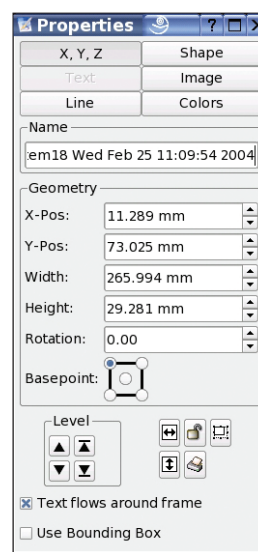 Properties
X, Y, Z
Shape
Text
Image
Line
Colors
Name
:em18 Wed Feb 25 11:09:54 2004
Geometry
X-Pos: 11.289 mm
Y-Pos: 73.025 mm
Width: 265.994 mm
Height: 29.281 mm
Rotation: 0.00
Basepoint:
Level
Text flows around frame
Use Bounding Box